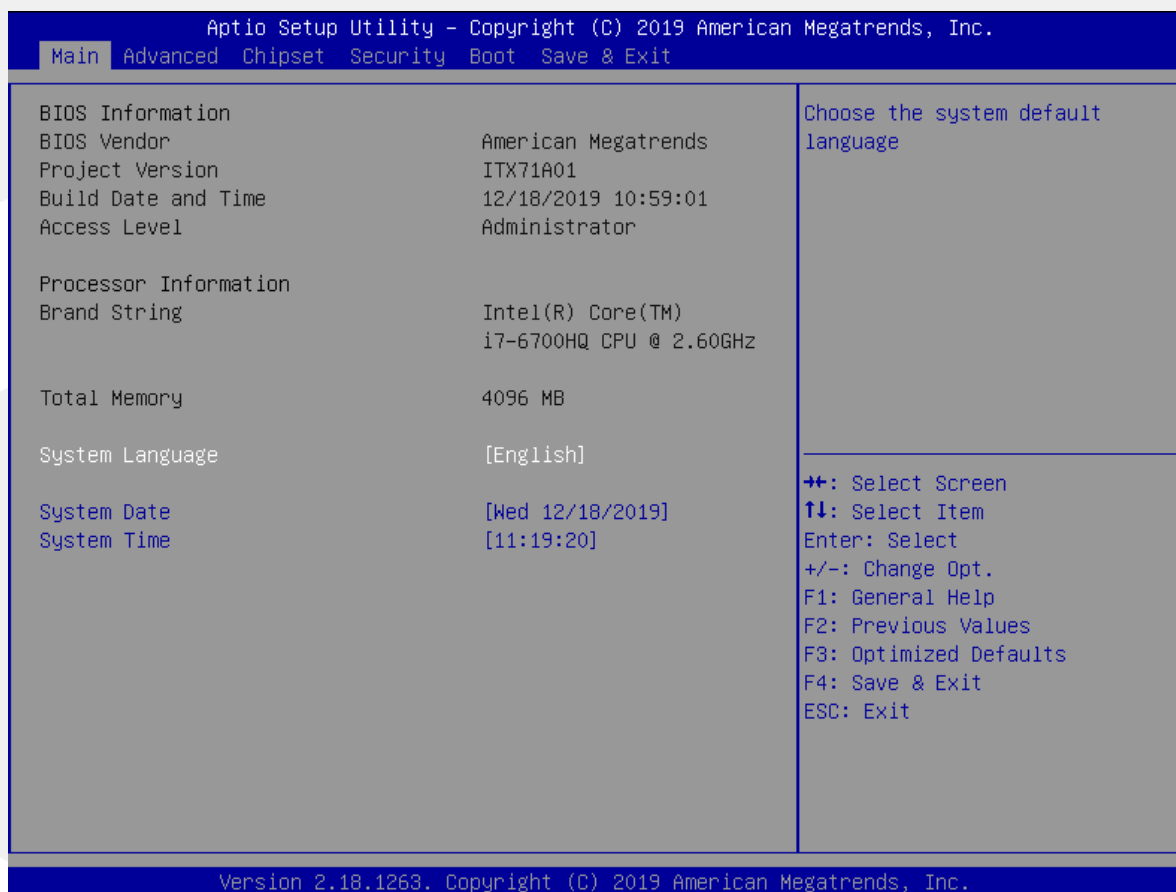 Aptio Setup Utility – Copyright (C) 2019 American Megatrends, Inc.
Main Advanced Chipset Security Boot Save & Exit
BIOS Information
BIOS Vendor American Megatrends
Project Version ITX71A01
Build Date and Time 12/18/2019 10:59:01
Access Level Administrator
Processor Information
Brand String Intel(R) Core(TM)
i7-6700HQ CPU @ 2.60GHz
Total Memory 4096 MB
System Language [English]
System Date [Wed 12/18/2019]
System Time [11:19:20]
Choose the system default
language
→←: Select Screen
↑↓: Select Item
Enter: Select
+/-: Change Opt.
F1: General Help
F2: Previous Values
F3: Optimized Defaults
F4: Save & Exit
ESC: Exit
Version 2.18.1263. Copyright (C) 2019 American Megatrends, Inc.